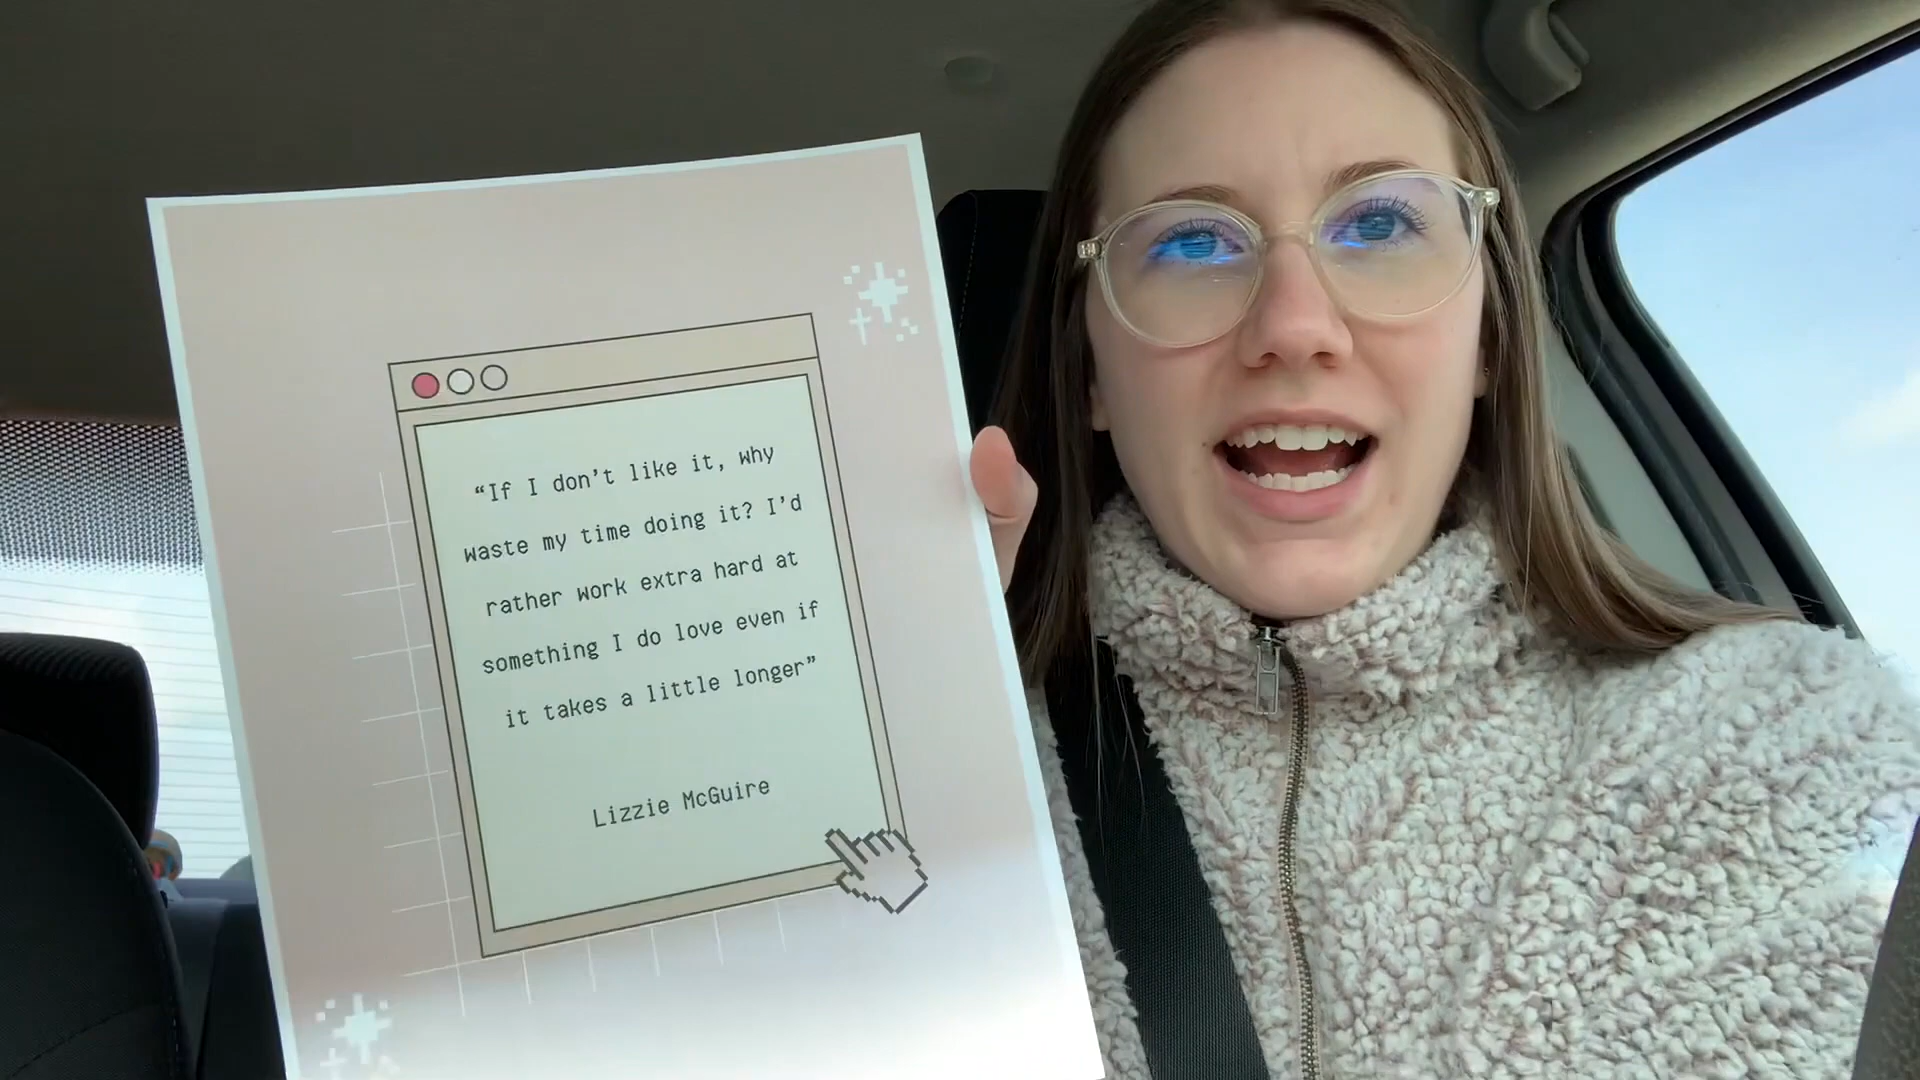 “If I don’t like it, why
waste my time doing it? I’d
rather work extra hard at
something I do love even if
it takes a little longer”
Lizzie McGuire